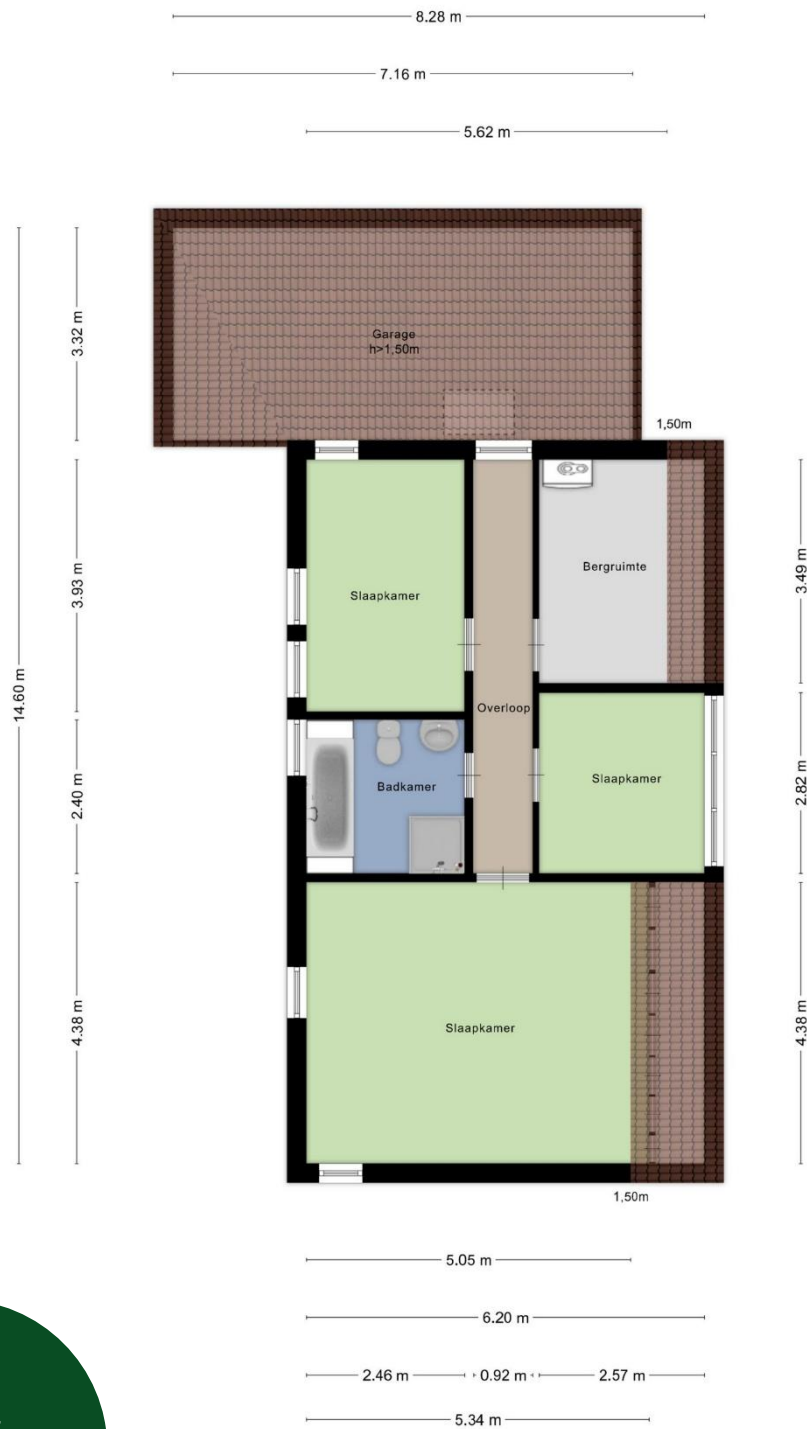 8.28 m
7.16 m
5.62 m
3.32 m
Garage
h>1,50m
1,50m
3.93 m
3.49 m
Bergruimte
Slaapkamer
14.60 m
Overloop
2.40 m
Badkamer
Slaapkamer
2.82 m
4.38 m
Slaapkamer
4.38 m
1,50m
5.05 m
6.20 m
2.46 m
0.92 m
2.57 m
5.34 m